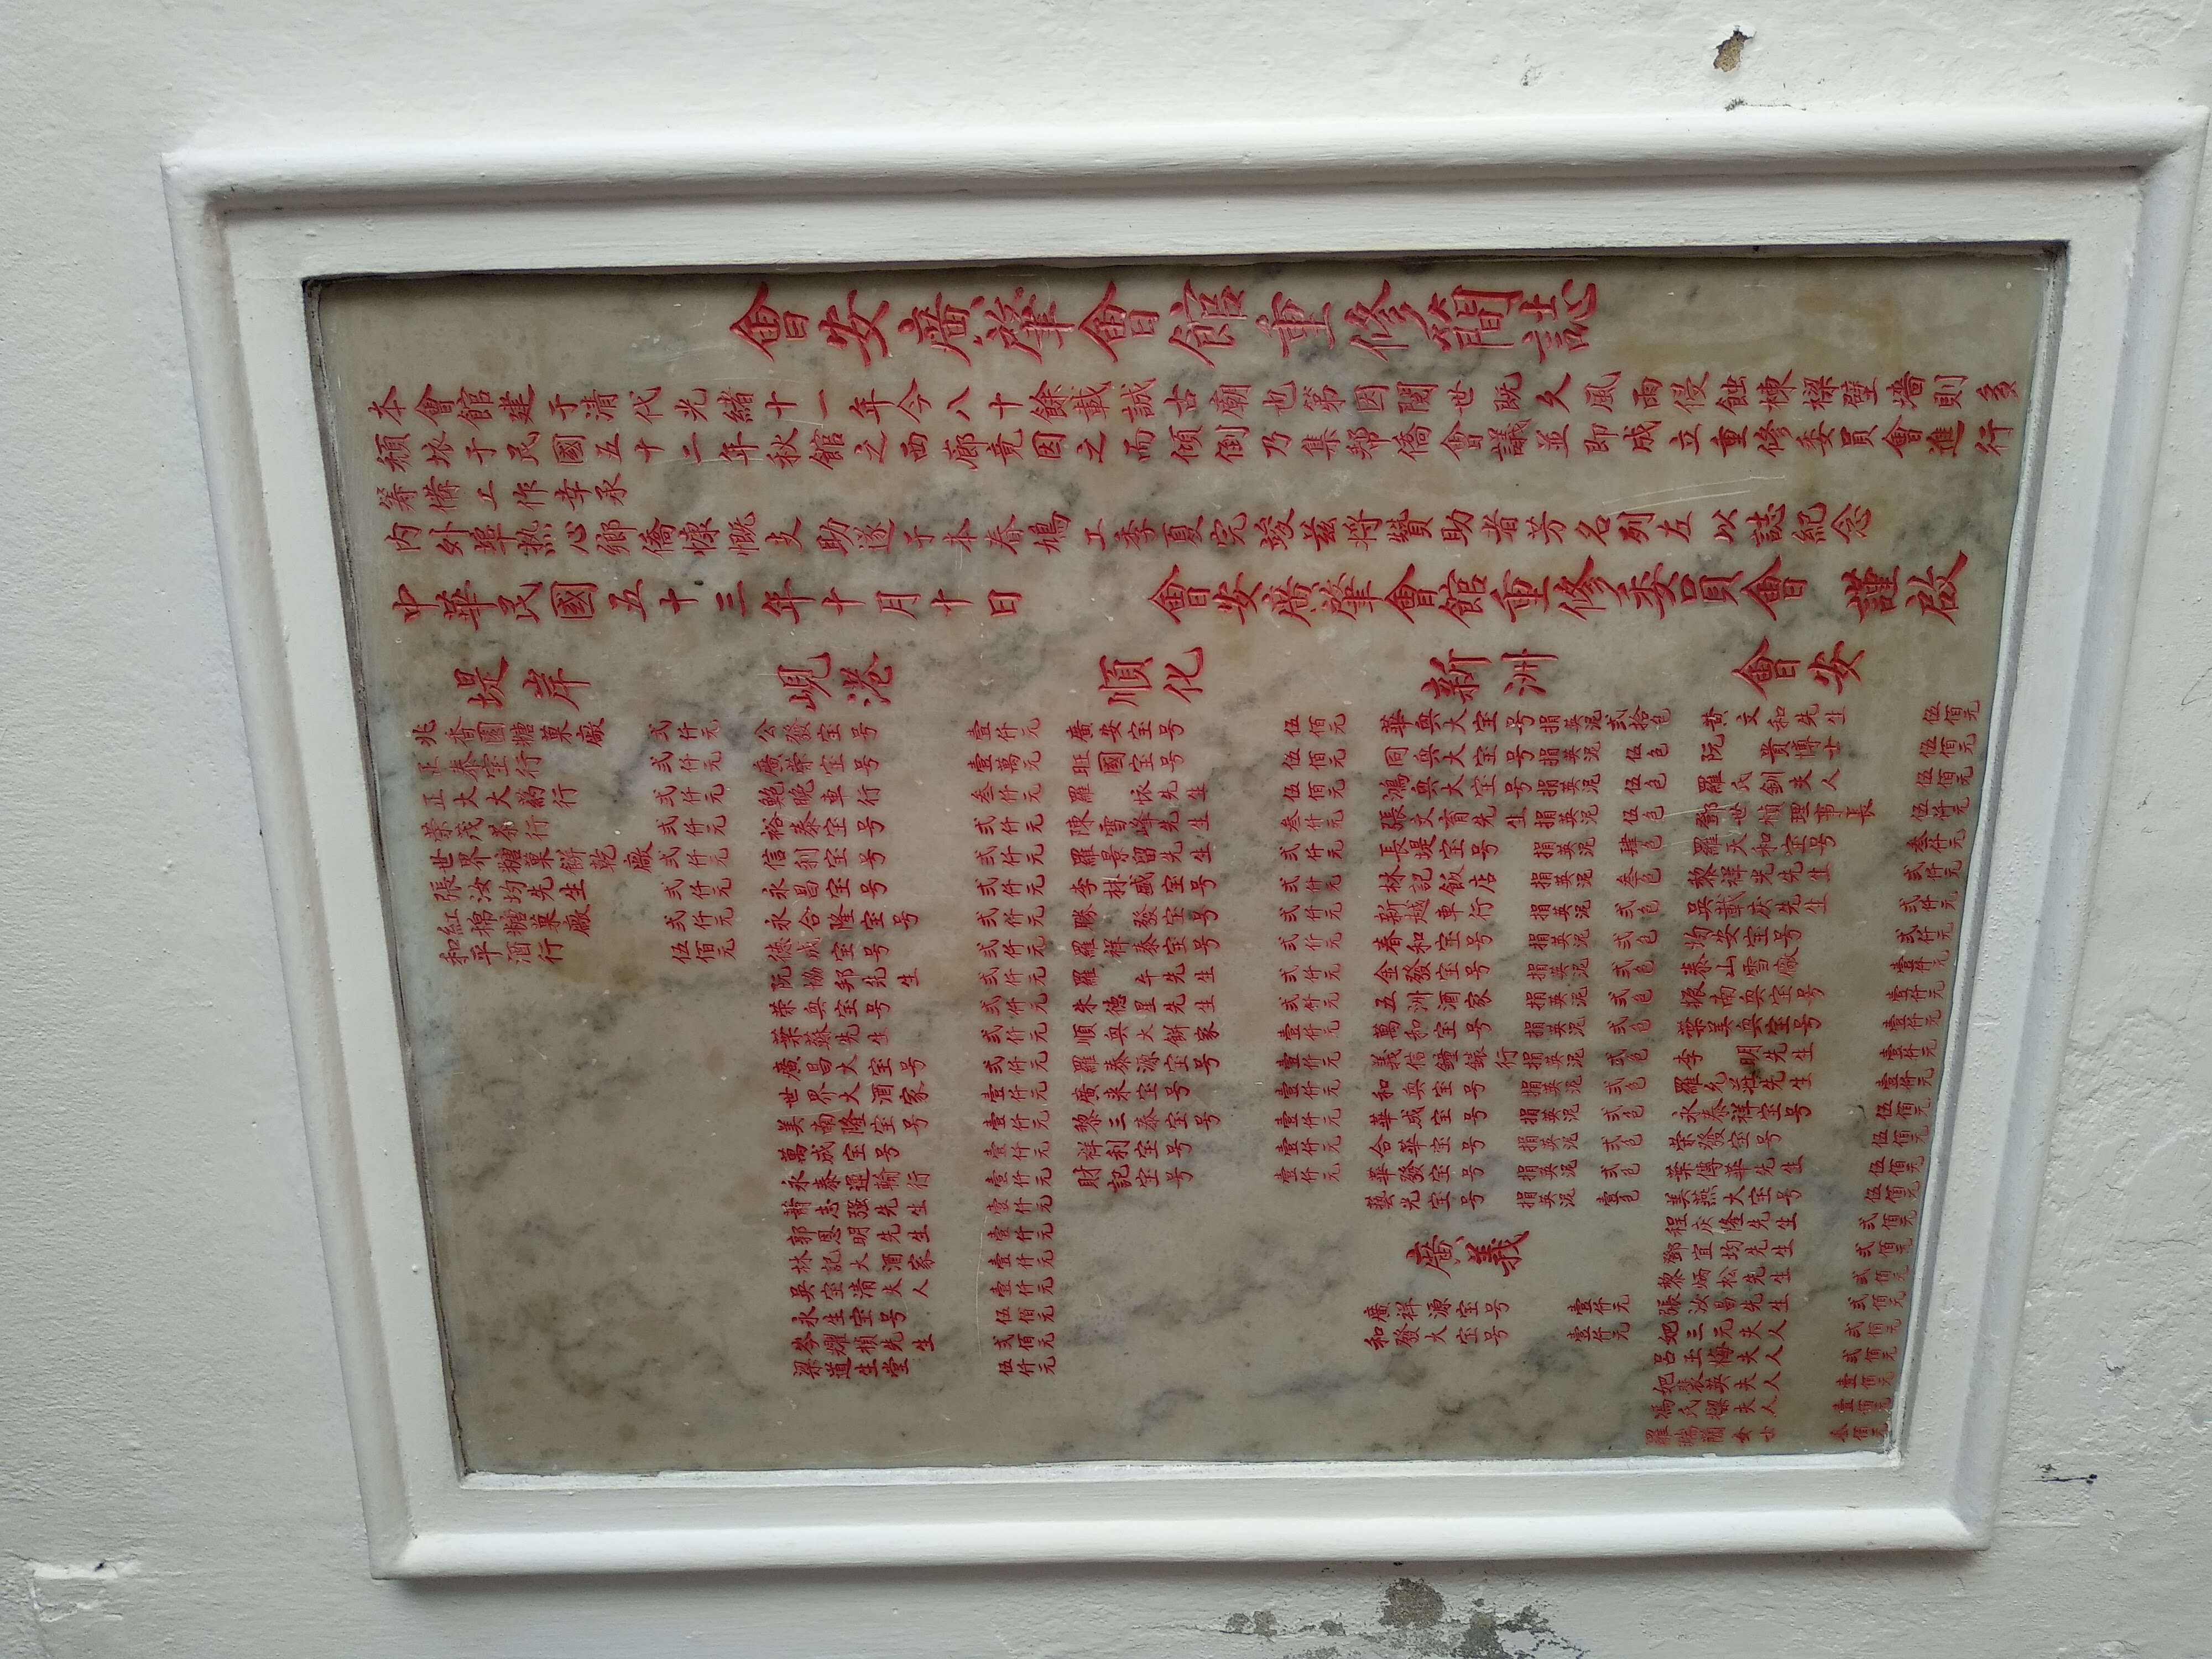 會安廣肇會館重修簡誌
本會館建于清代光緒十一年今八十餘載誠古廟也第因閱世既久風雨侵蝕棟樑壁墻則多
頹㧉于民國五十二年秋館之西廊竟因之而傾倒乃集帮僑會議並即成立重修委員會進行
籌備工作幸承
內外埠热心鄉僑慷慨支助遂于本春鳩工季夏完竣兹将贊助者芳名列左以誌紀念
中華民國五十三年十月十日 會安廣肇會館重修委員會 謹啟
堤岸
兆香園糖菓廠 弍仟元
正泰宝行 弍仟元
正大大葯行 弍仟元
荣茂茶行 弍仟元
世界糖菓餅乾廠 弍仟元
張汝均先生 弍仟元
紅棉糖菓廠 弍仟元
和平酒行 伍佰元
峴港
公發宝号 壹仟元
廣荣宝号 壹萬元
鮑晚車行 叁仟元
裕泰宝号 弍仟元
信利宝号 弍仟元
永昌宝号 弍仟元
永合隆宝号 弍仟元
德成宝号 弍仟元
阮協邦先生 弍仟元
荣興宝号 弍仟元
葉蘇先生 弍仟元
廣昌大宝号 弍仟元
世界大酒家 壹仟元
美南隆宝号 壹仟元
萬成宝号 壹仟元
永泰運輸行 壹仟元
志强先生 壹仟元
郭恩明先生 壹仟元
林記大酒家 壹仟元
吳宝清夫人 壹仟元
永生宝号 伍佰元
岑耀楨先生 弍佰元
梁道生堂 伍仟元
順化
廣安宝号 伍佰元
旺國宝号 伍佰元
羅 㤇先生 伍佰元
陳雪峰先生 叁仟元
羅景留先生 弍仟元
李林盛宝号 弍仟元
勝 發宝号 弍仟元
羅祥泰宝号 弍仟元
羅 午先生 弍仟元
朱德星先生 弍仟元
順興大餅家 壹仟元
羅泰源宝号 壹仟元
廣来宝号 壹仟元
黎三泰宝号 壹仟元
祥利宝号 壹仟元
財記宝号 壹仟元
新洲
華興大宝号 捐英泥 弍拾包
同興大宝号 捐英泥 伍包
鴻興大宝号 捐英泥 伍包
張文育先生 捐英泥 伍包
長堤宝号 捐英泥 肆包
林記飯店 捐英泥 叁包
新越車行 捐英泥 弍包
春和宝号 捐英泥 弍包
金發宝号 捐英泥 弍包
五洲酒家 捐英泥 弍包
萬和宝号 捐英泥 弍包
義信鐘錶行 捐英泥 弍包
和興宝号 捐英泥 弍包
華成宝号 捐英泥 弍包
合華宝号 捐英泥 弍包
華發宝号 捐英泥 弍包
藝光宝号 捐英泥 壹包
廣義
廣祥源宝号 壹仟元
和發火宝号 壹仟元
會安
黃文和先生 伍佰元
阮 貴博士 伍佰元
羅氏釧夫人 伍佰元
鄧世楨理事長 伍仟元
羅天和宝号 叁仟元
黎祥光先生 弍仟元
吳載庆先生 弍仟元
均安宝号 弍仟元
泰山雪廠 壹仟元
振南興宝号 壹仟元
葉美興宝号 壹仟元
李 明先生 壹仟元
羅允莊先生 壹仟元
永泰祥宝号 伍佰元
荣發宝号 伍佰元
葉傳華先生 伍佰元
美燕大宝号 伍佰元
程庆隆先生 弍佰元
鄧宜均先生 弍佰元
黎炳松先生 弍佰元
張汝昌先生 弍佰元
妑三元夫人 弍佰元
呂玉梅夫人 弍佰元
妑裴英夫人 壹佰元
馮氏樑夫人 壹佰元
羅瑞蘭女士 叁佰元